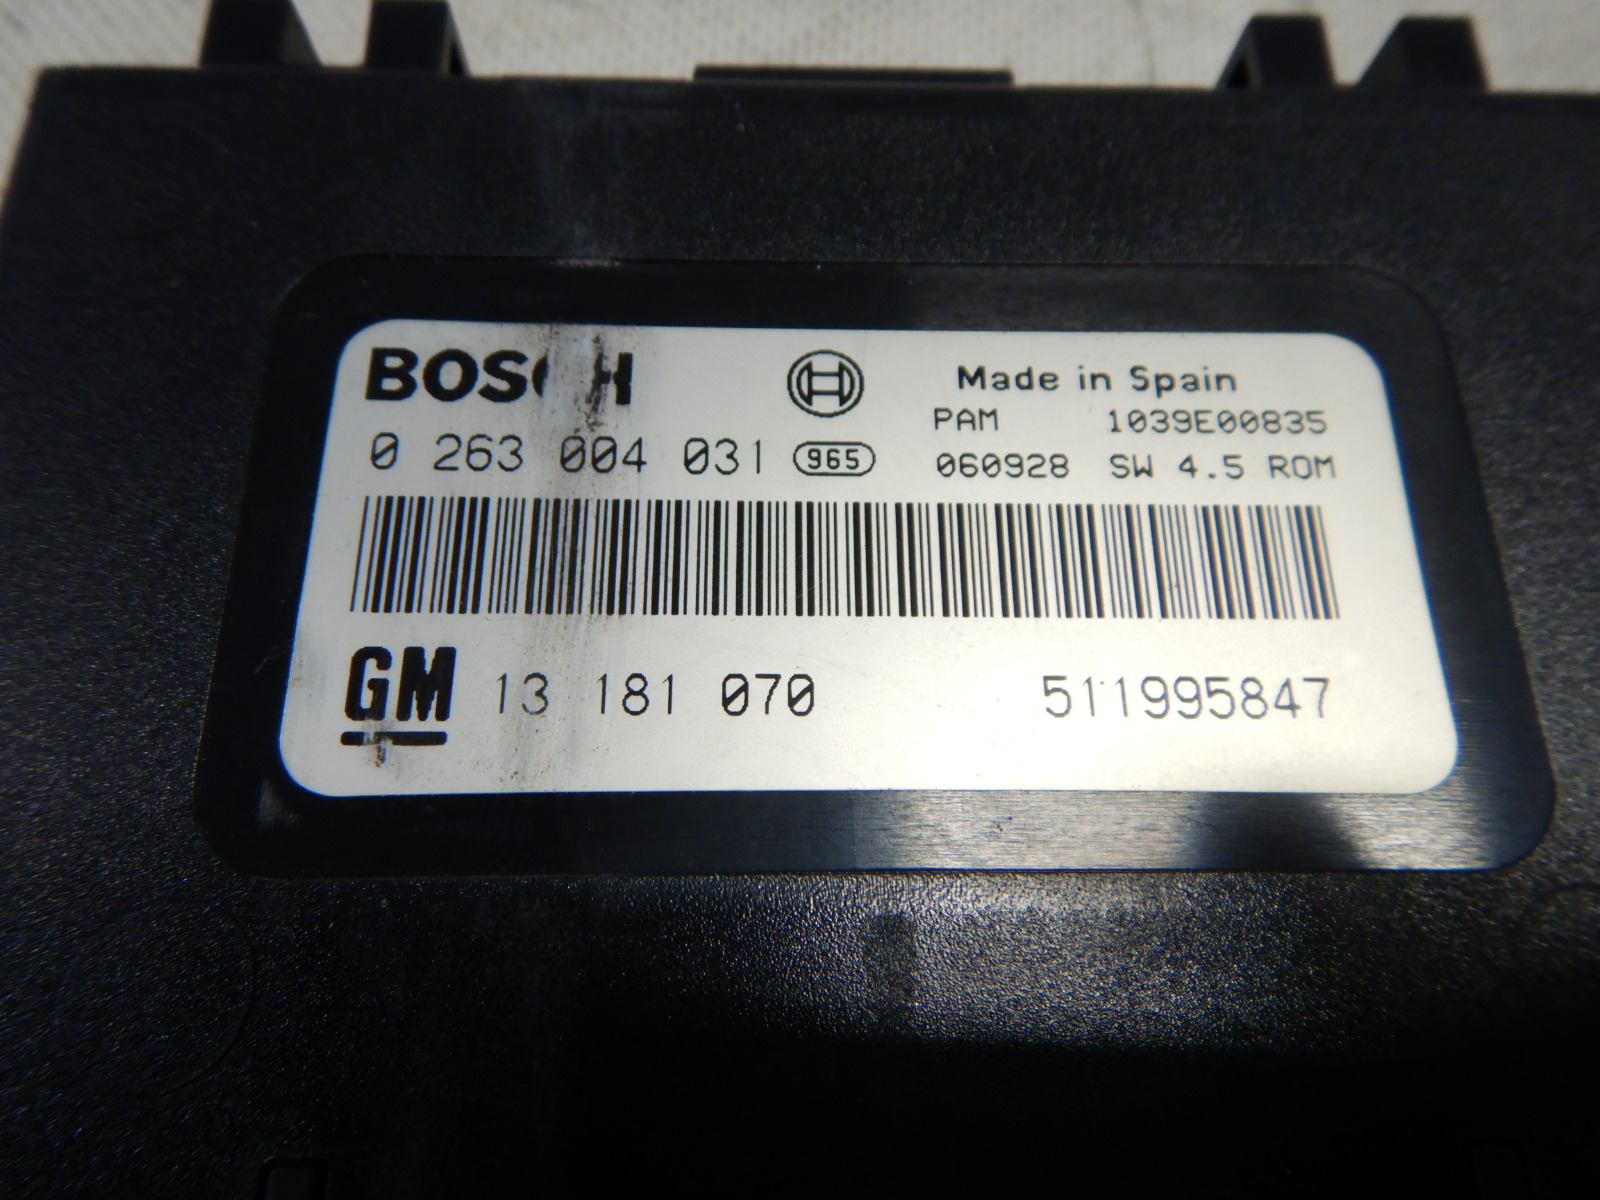 BOSCH
Made in Spain
PAM 1039E00835
0 263 004 031 965
060928 SW 4.5 ROM
GM 13 181 070 511995847